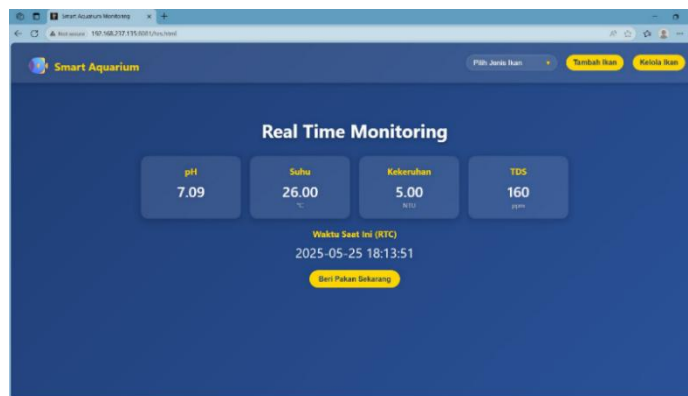 Smart Aquarium Monitoring
Not secure
Smart Aquarium
Pilih Jenis Ikan
Tambah Ikan
Kelola Ikan
Real Time Monitoring
pH
7.09
Suhu
26.00
°C
Kekeruhan
5.00
NTU
TDS
160
ppm
Waktu Saat Ini (RTC)
2025-05-25 18:13:51
Beri Pakan Sekarang